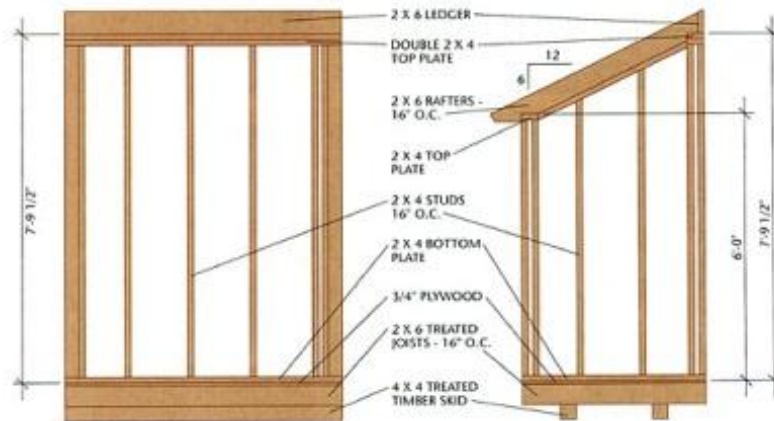 2 X 6 LEDGER
DOUBLE 2 X 4
TOP PLATE
12
6
2 X 6 RAFTERS -
16" O.C.
2 X 4 TOP
PLATE
7'-9 1/2"
2 X 4 STUDS
16" O.C.
6'-0"
7'-9 1/2"
2 X 4 BOTTOM
PLATE
3/4" PLYWOOD
2 X 6 TREATED
JOISTS - 16" O.C.
4 X 4 TREATED
TIMBER SKID